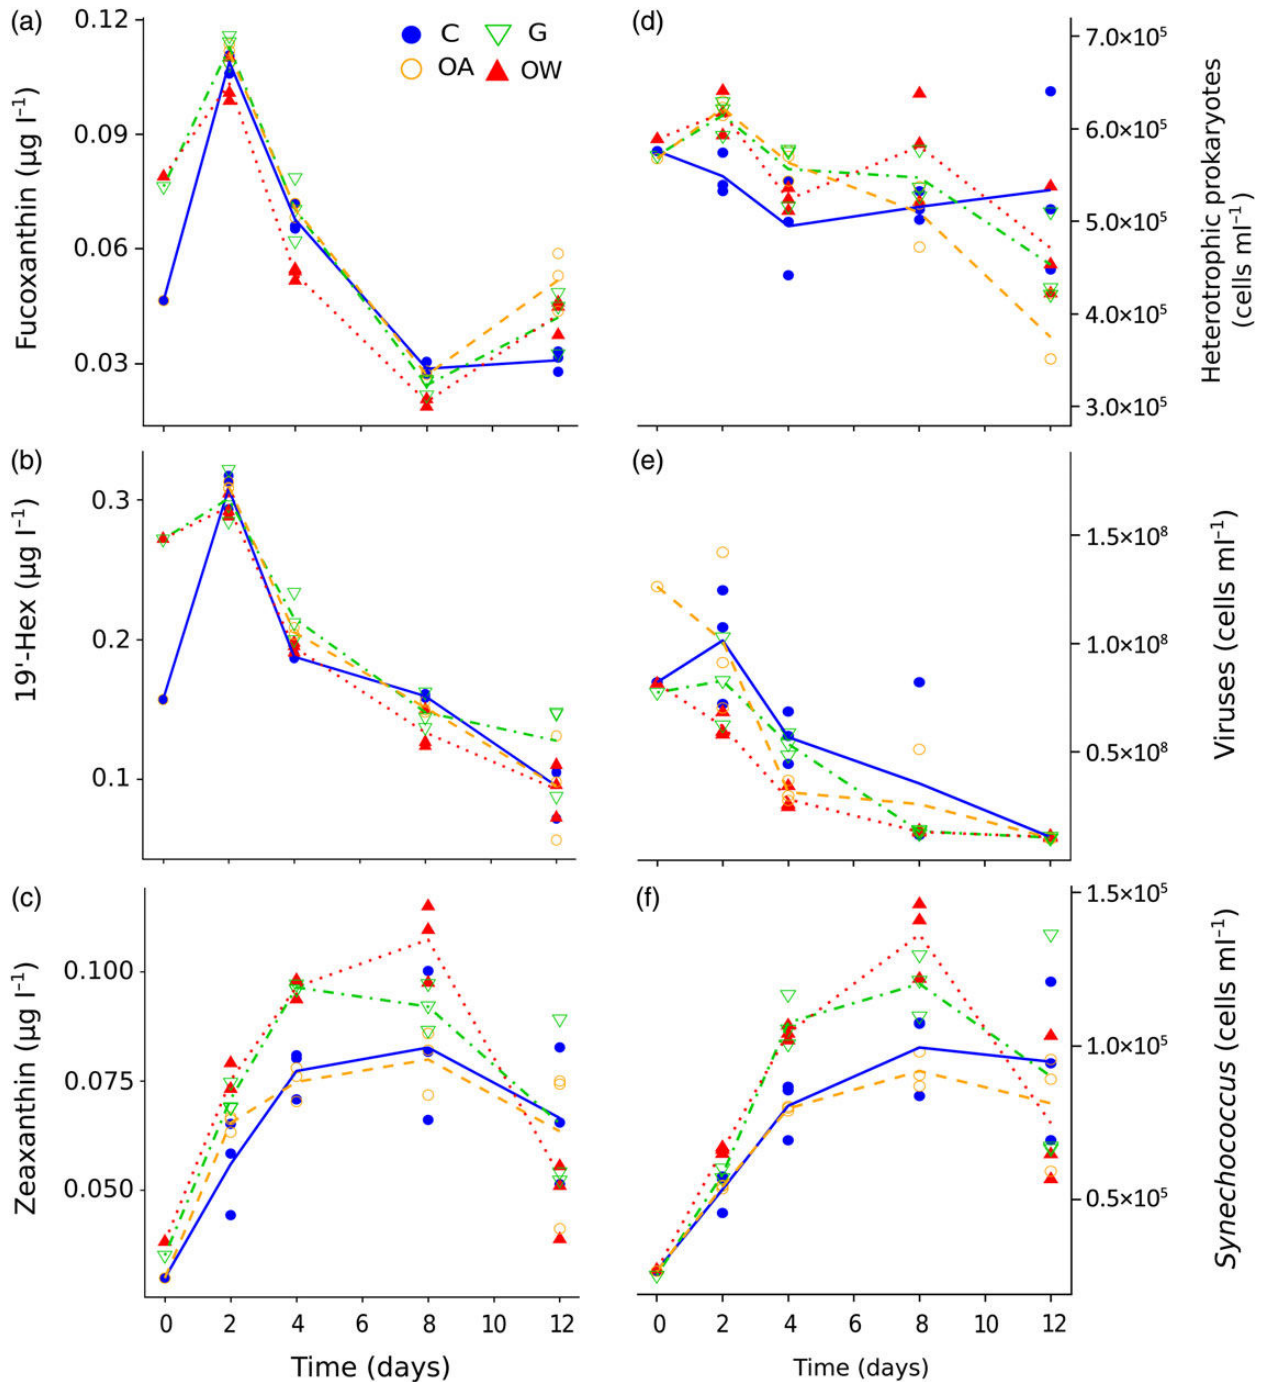 (a)
0.12
0.09
0.06
0.03
Fucoxanthin (µg l⁻¹)
C
G
OA
OW
(d)
7.0×10⁵
6.0×10⁵
5.0×10⁵
4.0×10⁵
3.0×10⁵
Heterotrophic prokaryotes
(cells ml⁻¹)
(b)
0.3
0.2
0.1
19'-Hex (µg l⁻¹)
(e)
1.5×10⁸
1.0×10⁸
0.5×10⁸
Viruses (cells ml⁻¹)
(c)
0.100
0.075
0.050
Zeaxanthin (µg l⁻¹)
0 2 4 8 10 12
Time (days)
(f)
1.5×10⁵
1.0×10⁵
0.5×10⁵
Synechococcus (cells ml⁻¹)
0 2 4 6 8 10 12
Time (days)